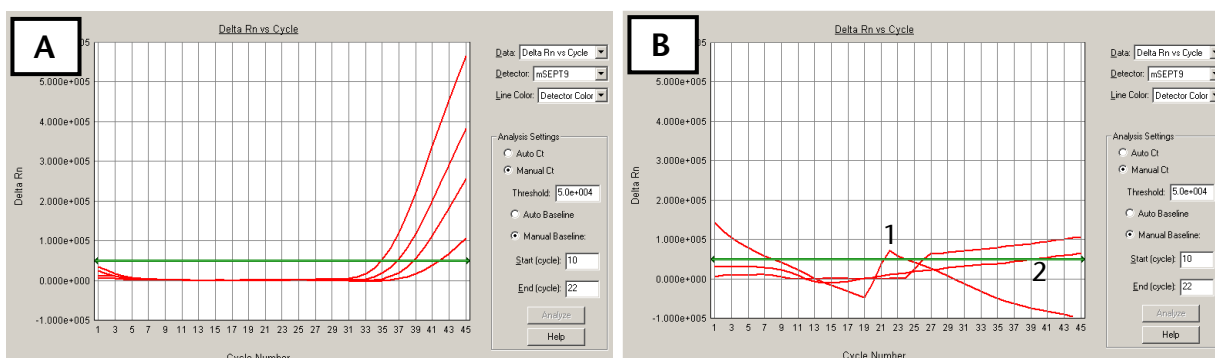 A
Delta Rn vs Cycle
5.000e+005
4.000e+005
3.000e+005
2.000e+005
1.000e+005
0.000e+005
-1.000e+005
Delta Rn
1 3 5 7 9 11 13 15 17 19 21 23 25 27 29 31 33 35 37 39 41 43 45
Cycle Number
Data: Delta Rn vs Cycle
Detector: mSEPT9
Line Color: Detector Color
Analysis Settings
Auto Ct
Manual Ct
Threshold: 5.0e+004
Auto Baseline
Manual Baseline:
Start (cycle): 10
End (cycle): 22
Analyze
Help
B
Delta Rn vs Cycle
5.000e+005
4.000e+005
3.000e+005
2.000e+005
1.000e+005
0.000e+005
-1.000e+005
Delta Rn
1
2
1 3 5 7 9 11 13 15 17 19 21 23 25 27 29 31 33 35 37 39 41 43 45
Cycle Number
Data: Delta Rn vs Cycle
Detector: mSEPT9
Line Color: Detector Color
Analysis Settings
Auto Ct
Manual Ct
Threshold: 5.0e+004
Auto Baseline
Manual Baseline:
Start (cycle): 10
End (cycle): 22
Analyze
Help